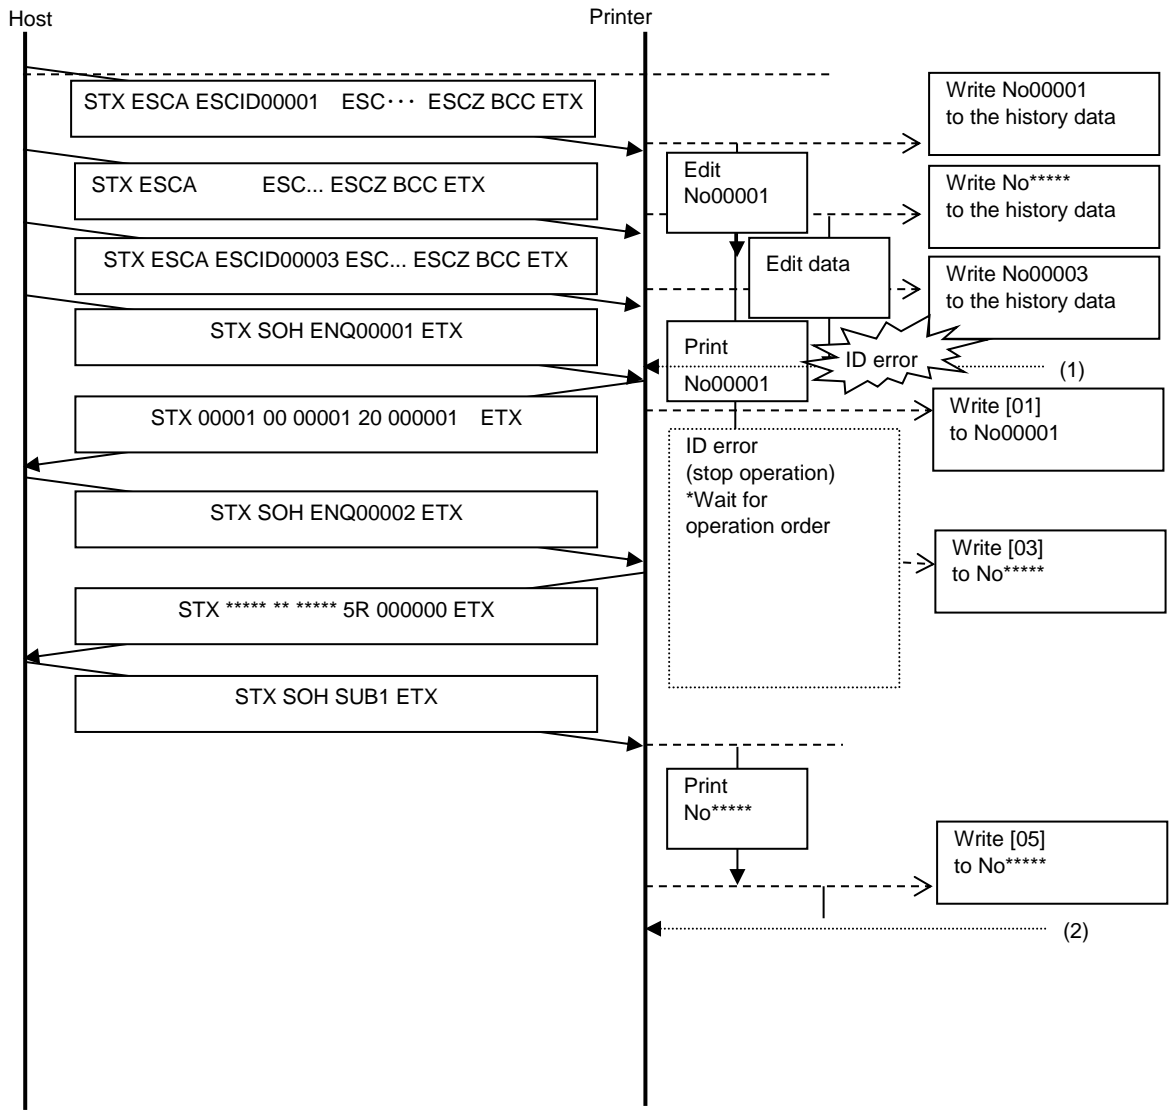 Host
Printer
STX ESCA ESCID00001 ESC··· ESCZ BCC ETX
Write No00001
to the history data
Edit
No00001
STX ESCA ESC... ESCZ BCC ETX
Write No*****
to the history data
STX ESCA ESCID00003 ESC... ESCZ BCC ETX
Edit data
Write No00003
to the history data
STX SOH ENQ00001 ETX
Print
No00001
ID error
(1)
STX 00001 00 00001 20 000001 ETX
Write [01]
to No00001
ID error
(stop operation)
*Wait for
operation order
STX SOH ENQ00002 ETX
Write [03]
to No*****
STX ***** ** ***** 5R 000000 ETX
STX SOH SUB1 ETX
Print
No*****
Write [05]
to No*****
(2)